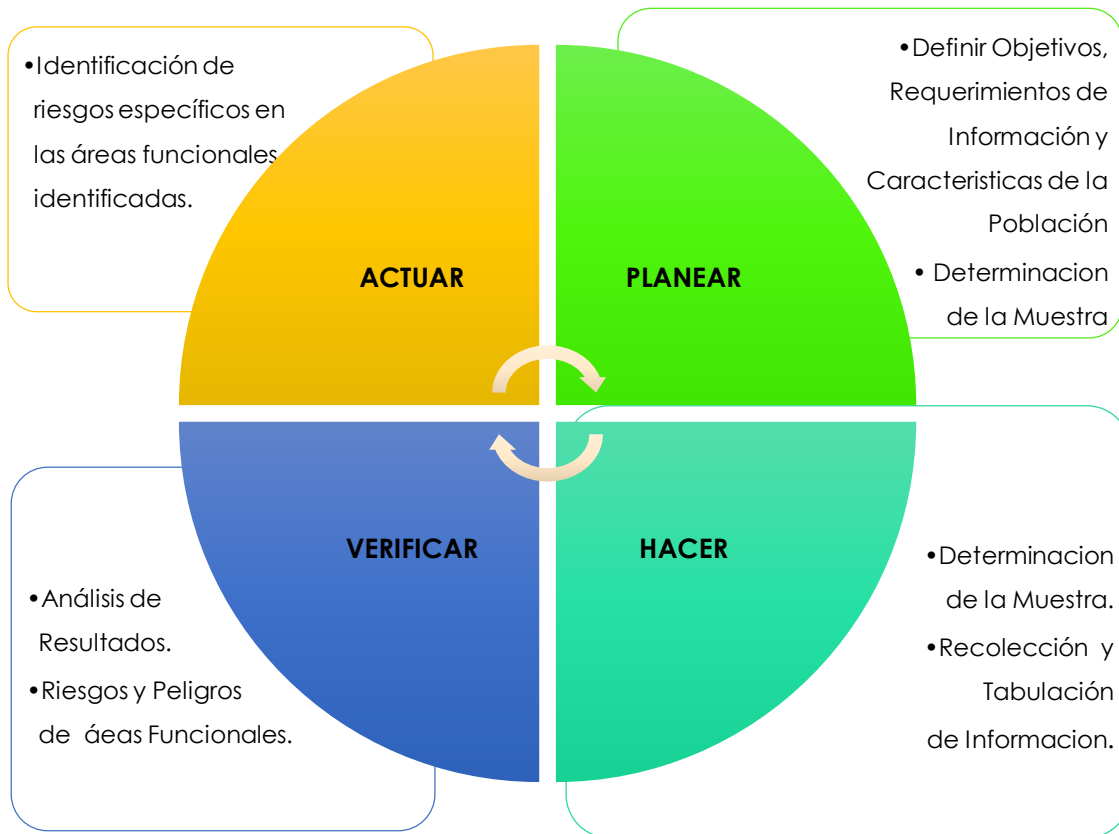 •Identificación de
riesgos específicos en
las áreas funcionales
identificadas.
•Definir Objetivos,
Requerimientos de
Información y
Caracteristicas de la
Población
• Determinacion
de la Muestra
ACTUAR
PLANEAR
VERIFICAR
HACER
•Análisis de
Resultados.
•Riesgos y Peligros
de áeas Funcionales.
•Determinacion
de la Muestra.
•Recolección y
Tabulación
de Informacion.